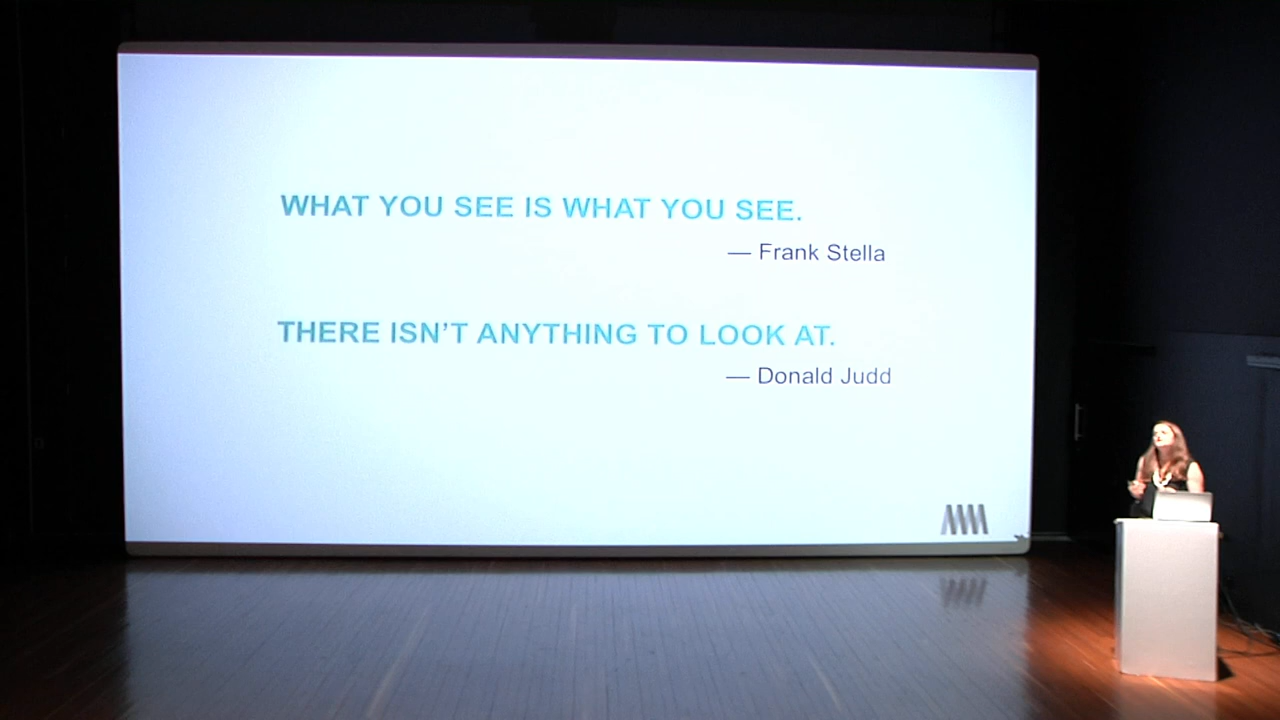 WHAT YOU SEE IS WHAT YOU SEE.
— Frank Stella
THERE ISN’T ANYTHING TO LOOK AT.
— Donald Judd